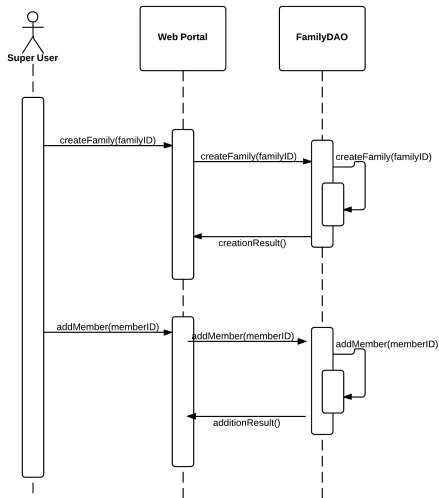 Super User
Web Portal
FamilyDAO
createFamily(familyID)
createFamily(familyID)
createFamily(familyID)
creationResult()
addMember(memberID)
addMember(memberID)
addMember(memberID)
additionResult()